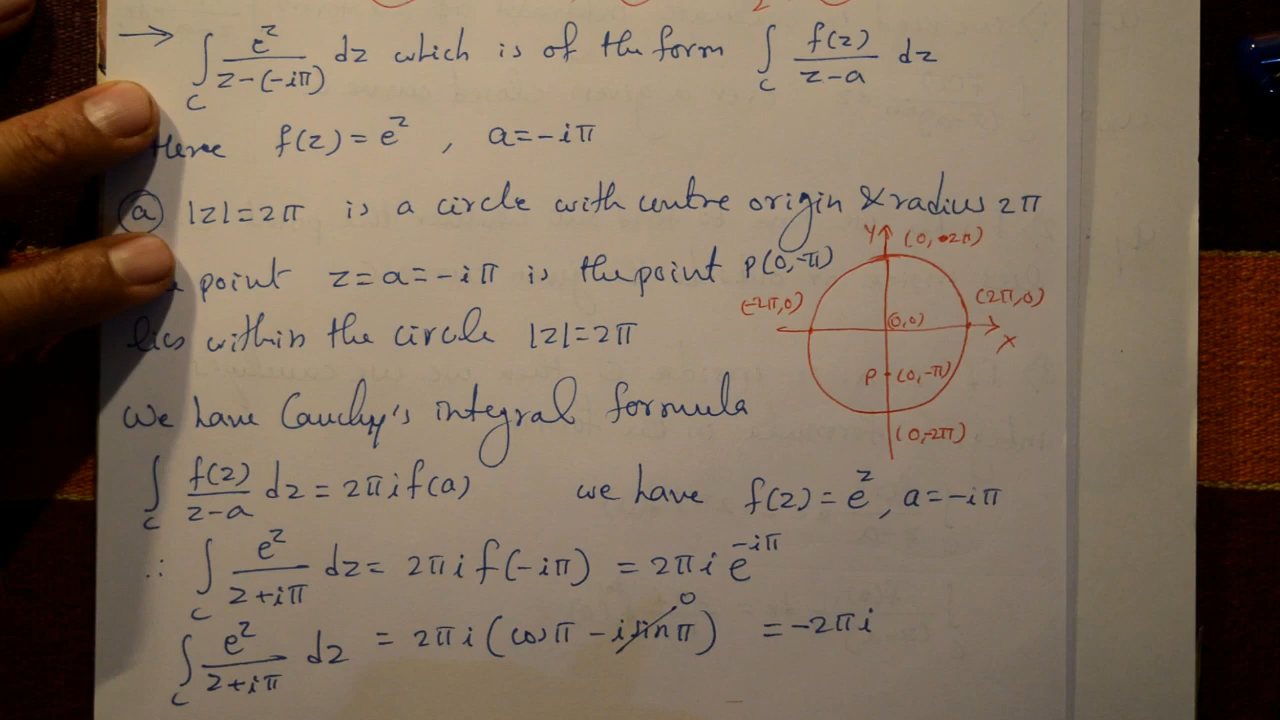 → ∫_C e^z/(z-(-iπ)) dz which is of the form ∫_C f(z)/(z-a) dz
Here f(z) = e^z , a = -iπ
(a) |z| = 2π is a circle with centre origin & radius 2π
point z = a = -iπ is the point P(0,-π)
lies within the circle |z| = 2π
Y (0, 2π)
(-2π,0) (2π,0)
(0,0) X
P (0,-π)
(0,-2π)
We have Cauchy's integral formula
∫_C f(z)/(z-a) dz = 2πi f(a) we have f(z) = e^z, a = -iπ
∴ ∫_C e^z/(z+iπ) dz = 2πi f(-iπ) = 2πi e^(-iπ)
∫_C e^z/(z+iπ) dz = 2πi (cosπ - i sinπ) 0 = -2πi